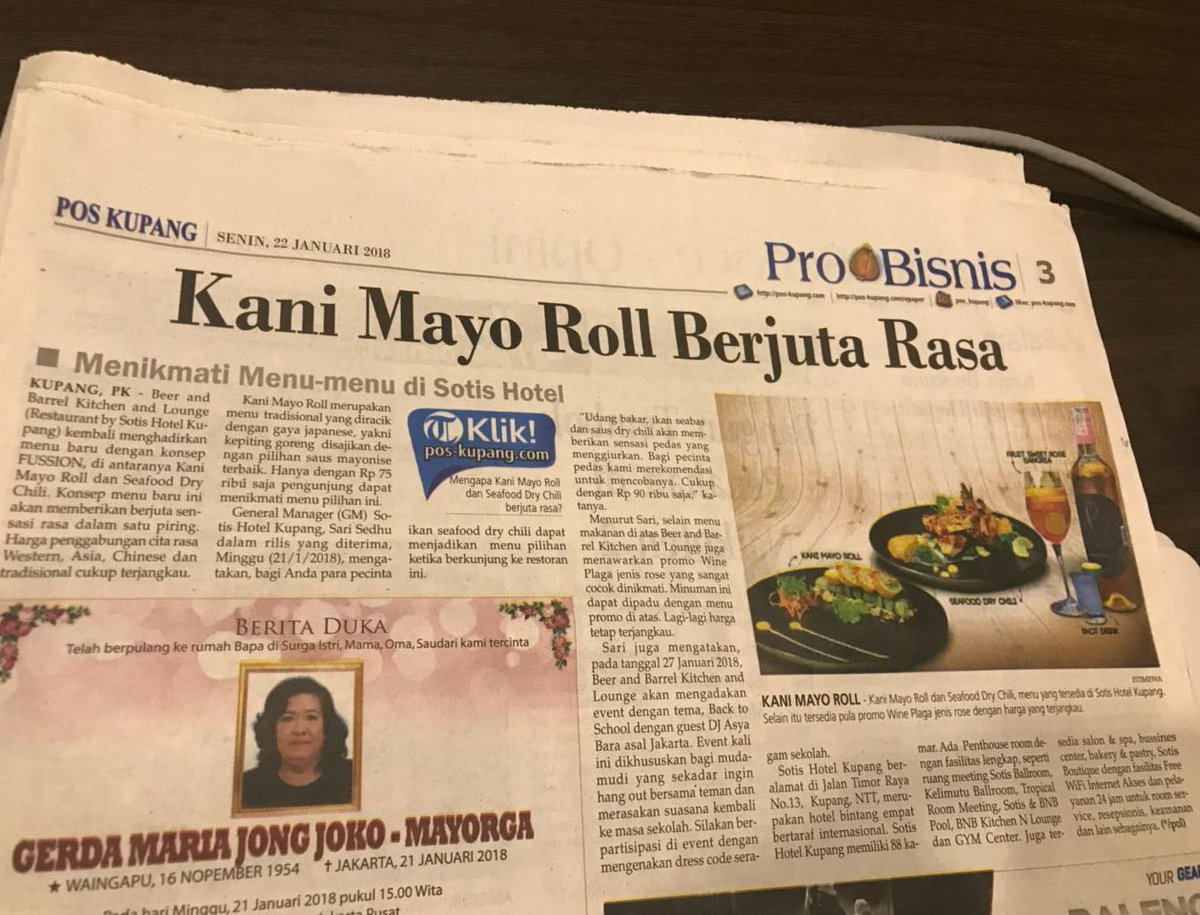 POS KUPANG
SENIN, 22 JANUARI 2018
Pro Bisnis
3
http://pos-kupang.com
http://pos-kupang.com/epaper
pos_kupang
likes: pos-kupang.com
Kani Mayo Roll Berjuta Rasa
Menikmati Menu-menu di Sotis Hotel
KUPANG, PK - Beer and
Barrel Kitchen and Lounge
(Restaurant by Sotis Hotel Ku-
pang) kembali menghadirkan
menu baru dengan konsep
FUSSION, di antaranya Kani
Mayo Roll dan Seafood Dry
Chili. Konsep menu baru ini
akan memberikan berjuta sen-
sasi rasa dalam satu piring.
Harga penggabungan cita rasa
Western, Asia, Chinese dan
tradisional cukup terjangkau.
Kani Mayo Roll merupakan
menu tradisional yang diracik
dengan gaya japanese, yakni
kepiting goreng disajikan de-
ngan pilihan saus mayonise
terbaik. Hanya dengan Rp 75
ribu saja pengunjung dapat
menikmati menu pilihan ini.
General Manager (GM) So-
tis Hotel Kupang, Sari Sedhu
dalam rilis yang diterima,
Minggu (21/1/2018), menga-
takan, bagi Anda para pecinta
Klik!
pos-kupang.com
Mengapa Kani Mayo Roll
dan Seafood Dry Chili
berjuta rasa?
ikan seafood dry chili dapat
menjadikan menu pilihan
ketika berkunjung ke restoran
ini.
"Udang bakar, ikan seabas
dan saus dry chili akan mem-
berikan sensasi pedas yang
menggiurkan. Bagi pecinta
pedas kami merekomendasi
untuk mencobanya. Cukup
dengan Rp 90 ribu saja," ka-
tanya.
Menurut Sari, selain menu
makanan di atas Beer and Bar-
rel Kitchen and Lounge juga
menawarkan promo Wine
Plaga jenis rose yang sangat
cocok dinikmati. Minuman ini
dapat dipadu dengan menu
promo di atas. Lagi-lagi harga
tetap terjangkau.
Sari juga mengatakan,
pada tanggal 27 Januari 2018,
Beer and Barrel Kitchen and
Lounge akan mengadakan
event dengan tema, Back to
School dengan guest DJ Asya
Bara asal Jakarta. Event kali
ini dikhususkan bagi muda-
mudi yang sekadar ingin
hang out bersama teman dan
merasakan suasana kembali
ke masa sekolah. Silakan ber-
partisipasi di event dengan
mengenakan dress code sera-
FRUIT SWEET ROSE
SANGRIA
KANI MAYO ROLL
SEAFOOD DRY CHILI
SHOT DRINK
ISTIMEWA
KANI MAYO ROLL - Kani Mayo Roll dan Seafood Dry Chili, menu yang tersedia di Sotis Hotel Kupang.
Selain itu tersedia pula promo Wine Plaga jenis rose dengan harga yang terjangkau.
gam sekolah.
Sotis Hotel Kupang ber-
alamat di Jalan Timor Raya
No.13, Kupang, NTT, meru-
pakan hotel bintang empat
bertaraf internasional. Sotis
Hotel Kupang memiliki 88 ka-
mar. Ada Penthouse room de-
ngan fasilitas lengkap, seperti
ruang meeting Sotis Ballroom,
Kelimutu Ballroom, Tropical
Room Meeting, Sotis & BNB
Pool, BNB Kitchen N Lounge
dan GYM Center. Juga ter-
sedia salon & spa, bussines
center, bakery & pastry, Sotis
Boutique dengan fasilitas Free
WiFi Internet Akses dan pela-
yanan 24 jam untuk room ser-
vice, resepsionis, keamanan
dan lain sebagainya. (*/pol)
BERITA DUKA
Telah berpulang ke rumah Bapa di Surga Istri, Mama, Oma, Saudari kami tercinta
GERDA MARIA JONG JOKO - MAYORGA
★ WAINGAPU, 16 NOPEMBER 1954 † JAKARTA, 21 JANUARI 2018
Pada hari Minggu, 21 Januari 2018 pukul 15.00 Wita
YOUR